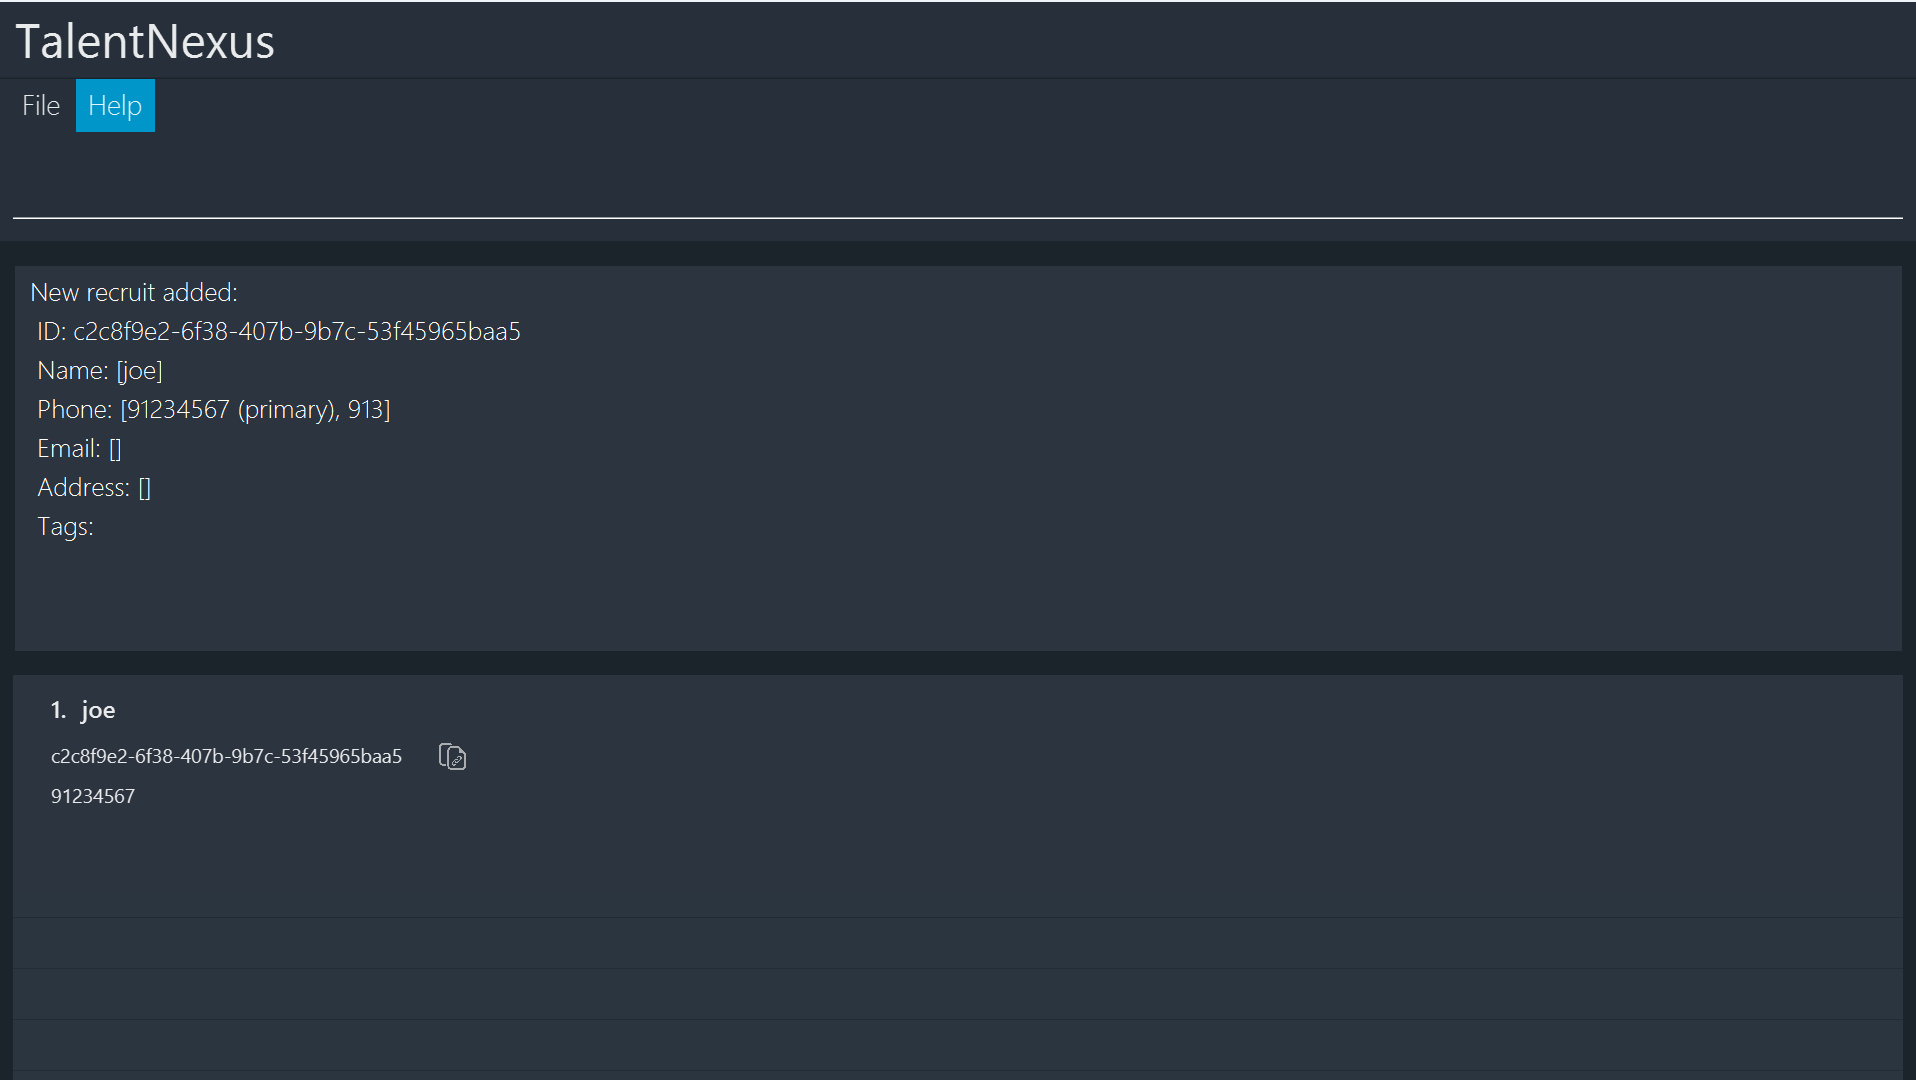 TalentNexus
File Help
New recruit added:
ID: c2c8f9e2-6f38-407b-9b7c-53f45965baa5
Name: [joe]
Phone: [91234567 (primary), 913]
Email: []
Address: []
Tags:
1. joe
c2c8f9e2-6f38-407b-9b7c-53f45965baa5
91234567